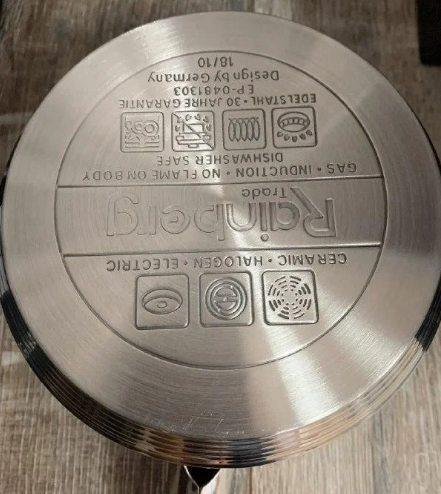 CERAMIC • HALOGEN • ELECTRIC
Rainberg
Trade
GAS • INDUCTION • NO FLAME ON BODY
DISHWASHER SAFE
EDELSTAHL • 30 JAHRE GARANTIE
EP-0481303
Design by Germany
18/10